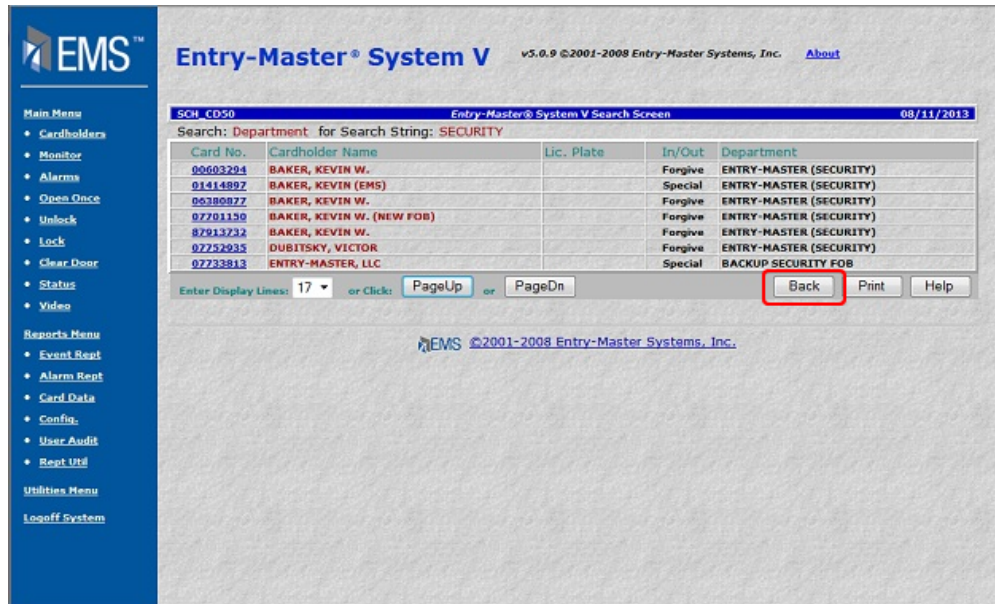 EMS™
Entry-Master® System V v5.0.9 ©2001-2008 Entry-Master Systems, Inc. About
Main Menu
Cardholders
Monitor
Alarms
Open Once
Unlock
Lock
Clear Door
Status
Video
Reports Menu
Event Rept
Alarm Rept
Card Data
Config.
User Audit
Rept Util
Utilities Menu
Logoff System
SCH_CD50 Entry-Master® System V Search Screen 08/11/2013
Search: Department for Search String: SECURITY
Card No. Cardholder Name Lic. Plate In/Out Department
00603294 BAKER, KEVIN W. Forgive ENTRY-MASTER (SECURITY)
01414897 BAKER, KEVIN (EMS) Special ENTRY-MASTER (SECURITY)
06380877 BAKER, KEVIN W. Forgive ENTRY-MASTER (SECURITY)
07701150 BAKER, KEVIN W. (NEW FOB) Forgive ENTRY-MASTER (SECURITY)
87913732 BAKER, KEVIN W. Forgive ENTRY-MASTER (SECURITY)
07752935 DUBITSKY, VICTOR Forgive ENTRY-MASTER (SECURITY)
07733813 ENTRY-MASTER, LLC Special BACKUP SECURITY FOB
Enter Display Lines: 17 or Click: PageUp or PageDn Back Print Help
EMS ©2001-2008 Entry-Master Systems, Inc.